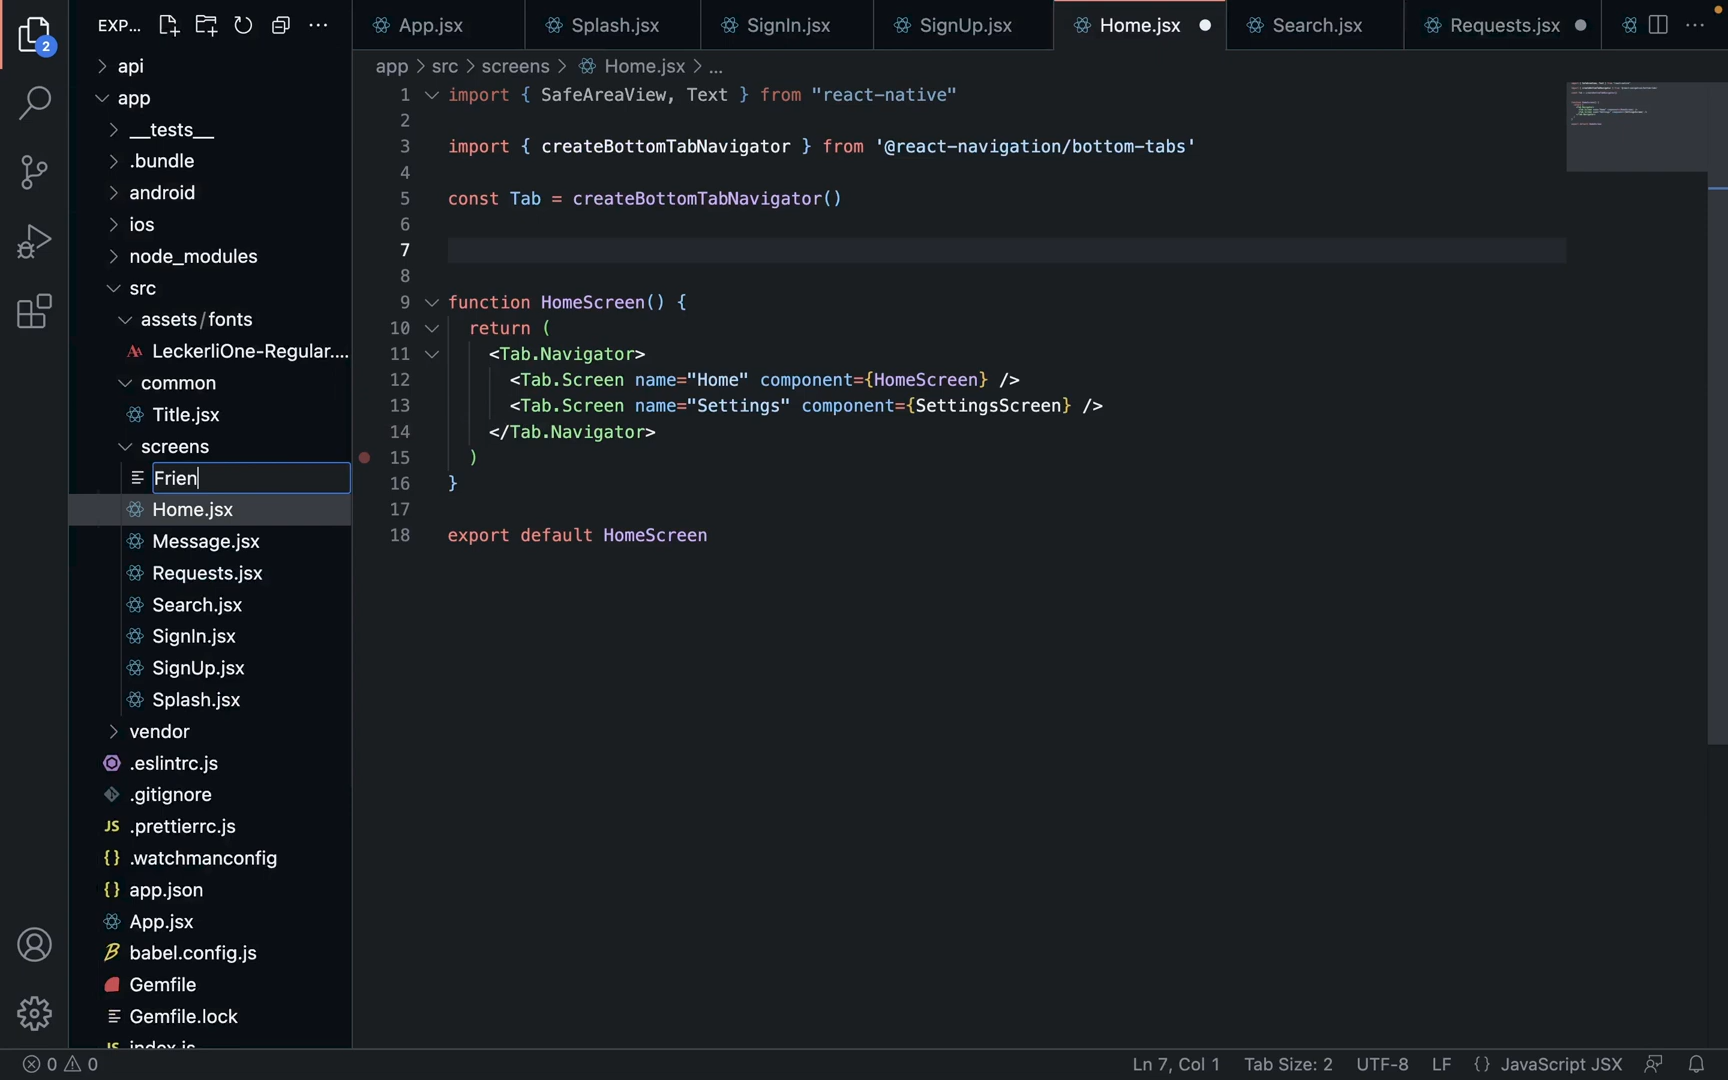 EXP...
App.jsx
Splash.jsx
SignIn.jsx
SignUp.jsx
Home.jsx
Search.jsx
Requests.jsx
2
app > src > screens > Home.jsx > ...
api
app
__tests__
.bundle
android
ios
node_modules
src
assets/fonts
LeckerliOne-Regular....
common
Title.jsx
screens
Frien
Home.jsx
Message.jsx
Requests.jsx
Search.jsx
SignIn.jsx
SignUp.jsx
Splash.jsx
vendor
.eslintrc.js
.gitignore
JS .prettierrc.js
{} .watchmanconfig
{} app.json
App.jsx
babel.config.js
Gemfile
Gemfile.lock
JS index.js
1 import { SafeAreaView, Text } from "react-native"
2
3 import { createBottomTabNavigator } from '@react-navigation/bottom-tabs'
4
5 const Tab = createBottomTabNavigator()
6
7
8
9 function HomeScreen() {
10 return (
11 <Tab.Navigator>
12 <Tab.Screen name="Home" component={HomeScreen} />
13 <Tab.Screen name="Settings" component={SettingsScreen} />
14 </Tab.Navigator>
15 )
16 }
17
18 export default HomeScreen
0 0
Ln 7, Col 1
Tab Size: 2
UTF-8
LF
{} JavaScript JSX